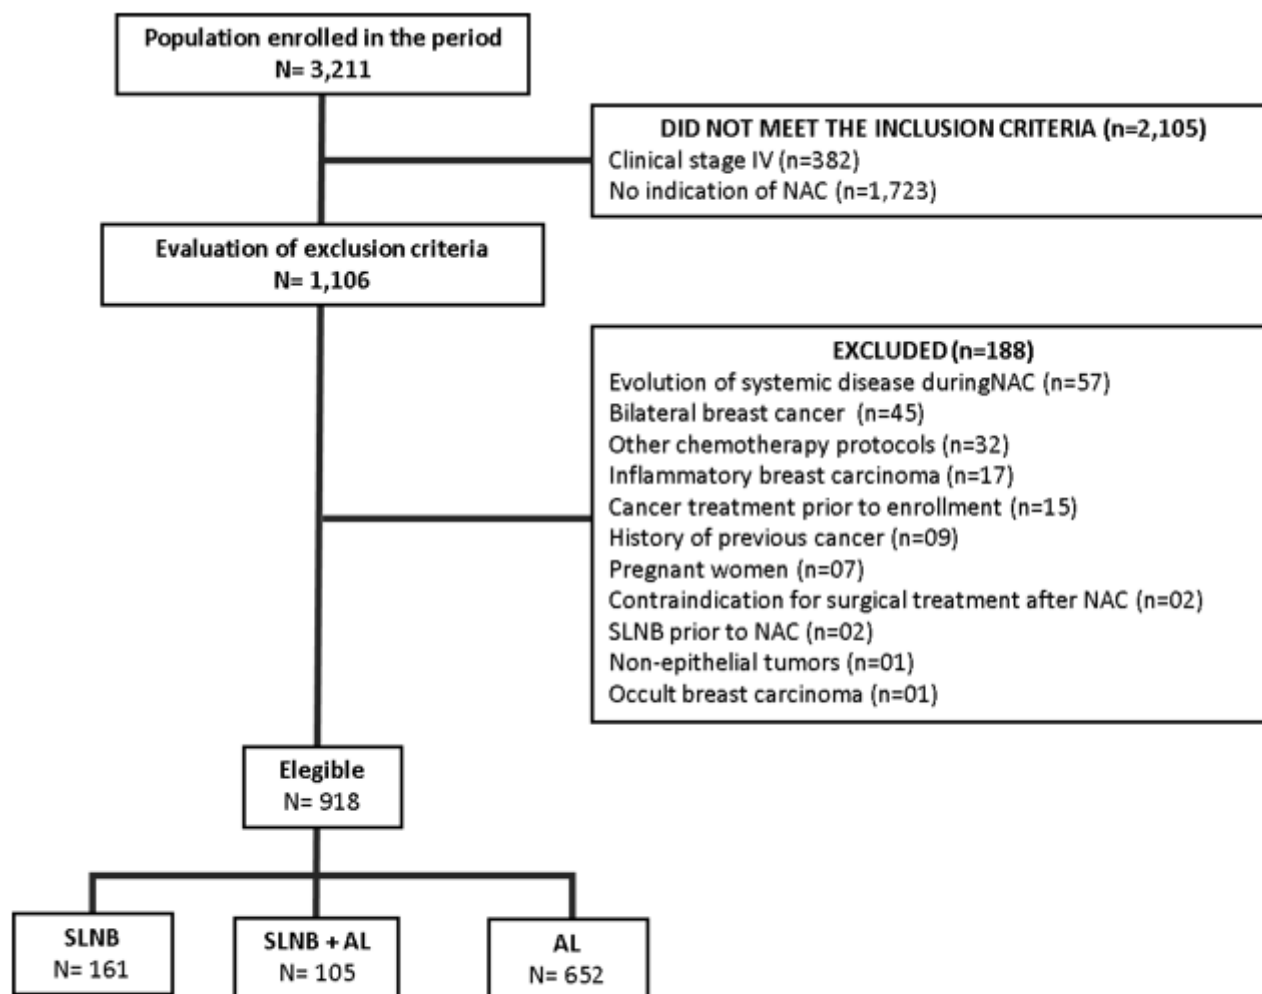 Population enrolled in the period
N= 3,211
DID NOT MEET THE INCLUSION CRITERIA (n=2,105)
Clinical stage IV (n=382)
No indication of NAC (n=1,723)
Evaluation of exclusion criteria
N= 1,106
EXCLUDED (n=188)
Evolution of systemic disease duringNAC (n=57)
Bilateral breast cancer (n=45)
Other chemotherapy protocols (n=32)
Inflammatory breast carcinoma (n=17)
Cancer treatment prior to enrollment (n=15)
History of previous cancer (n=09)
Pregnant women (n=07)
Contraindication for surgical treatment after NAC (n=02)
SLNB prior to NAC (n=02)
Non-epithelial tumors (n=01)
Occult breast carcinoma (n=01)
Elegible
N= 918
SLNB
N= 161
SLNB + AL
N= 105
AL
N= 652